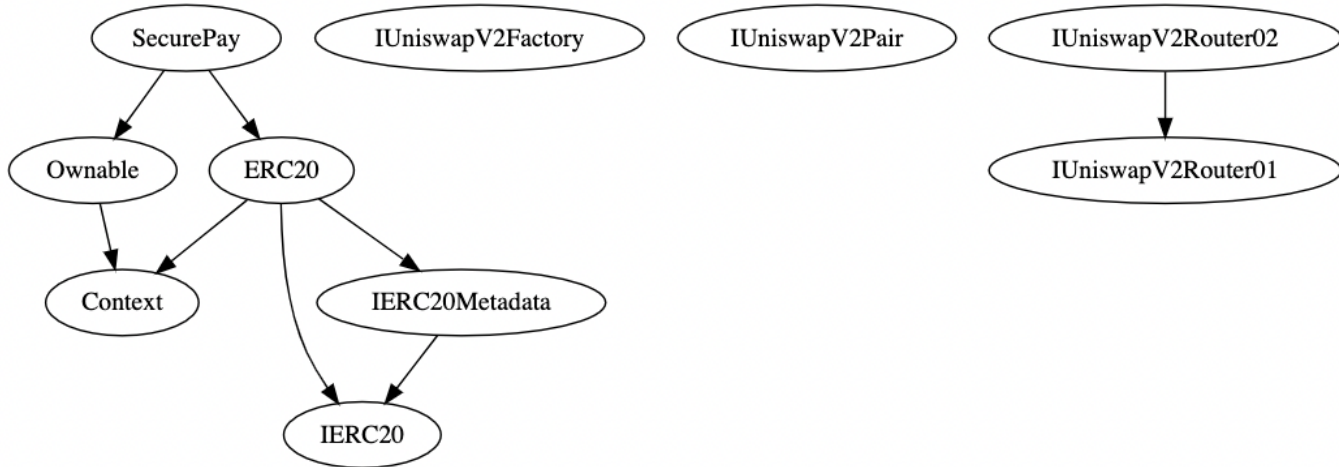 SecurePay
IUniswapV2Factory
IUniswapV2Pair
IUniswapV2Router02
Ownable
ERC20
IUniswapV2Router01
Context
IERC20Metadata
IERC20